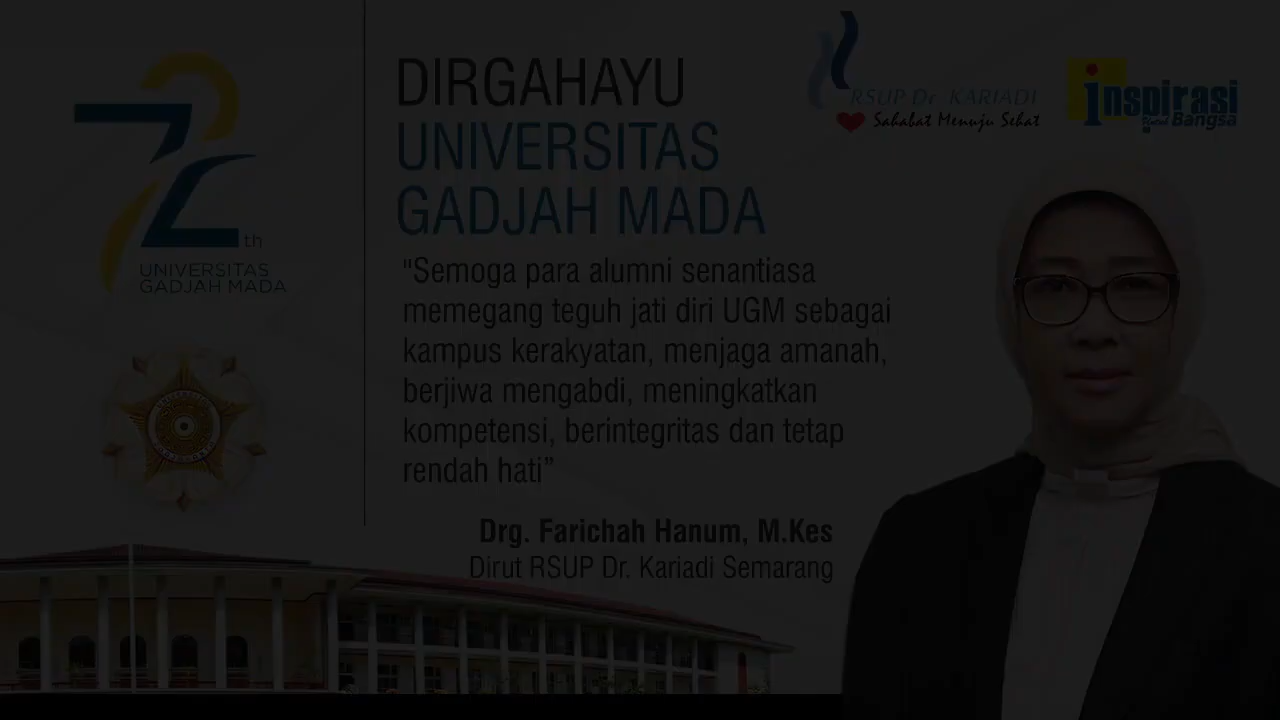 72th
UNIVERSITAS
GADJAH MADA
DIRGAHAYU
UNIVERSITAS
GADJAH MADA
"Semoga para alumni senantiasa
memegang teguh jati diri UGM sebagai
kampus kerakyatan, menjaga amanah,
berjiwa mengabdi, meningkatkan
kompetensi, berintegritas dan tetap
rendah hati”
Drg. Farichah Hanum, M.Kes
Dirut RSUP Dr. Kariadi Semarang
RSUP Dr. KARIADI
Sahabat Menuju Sehat
inspirasi
Bangsa